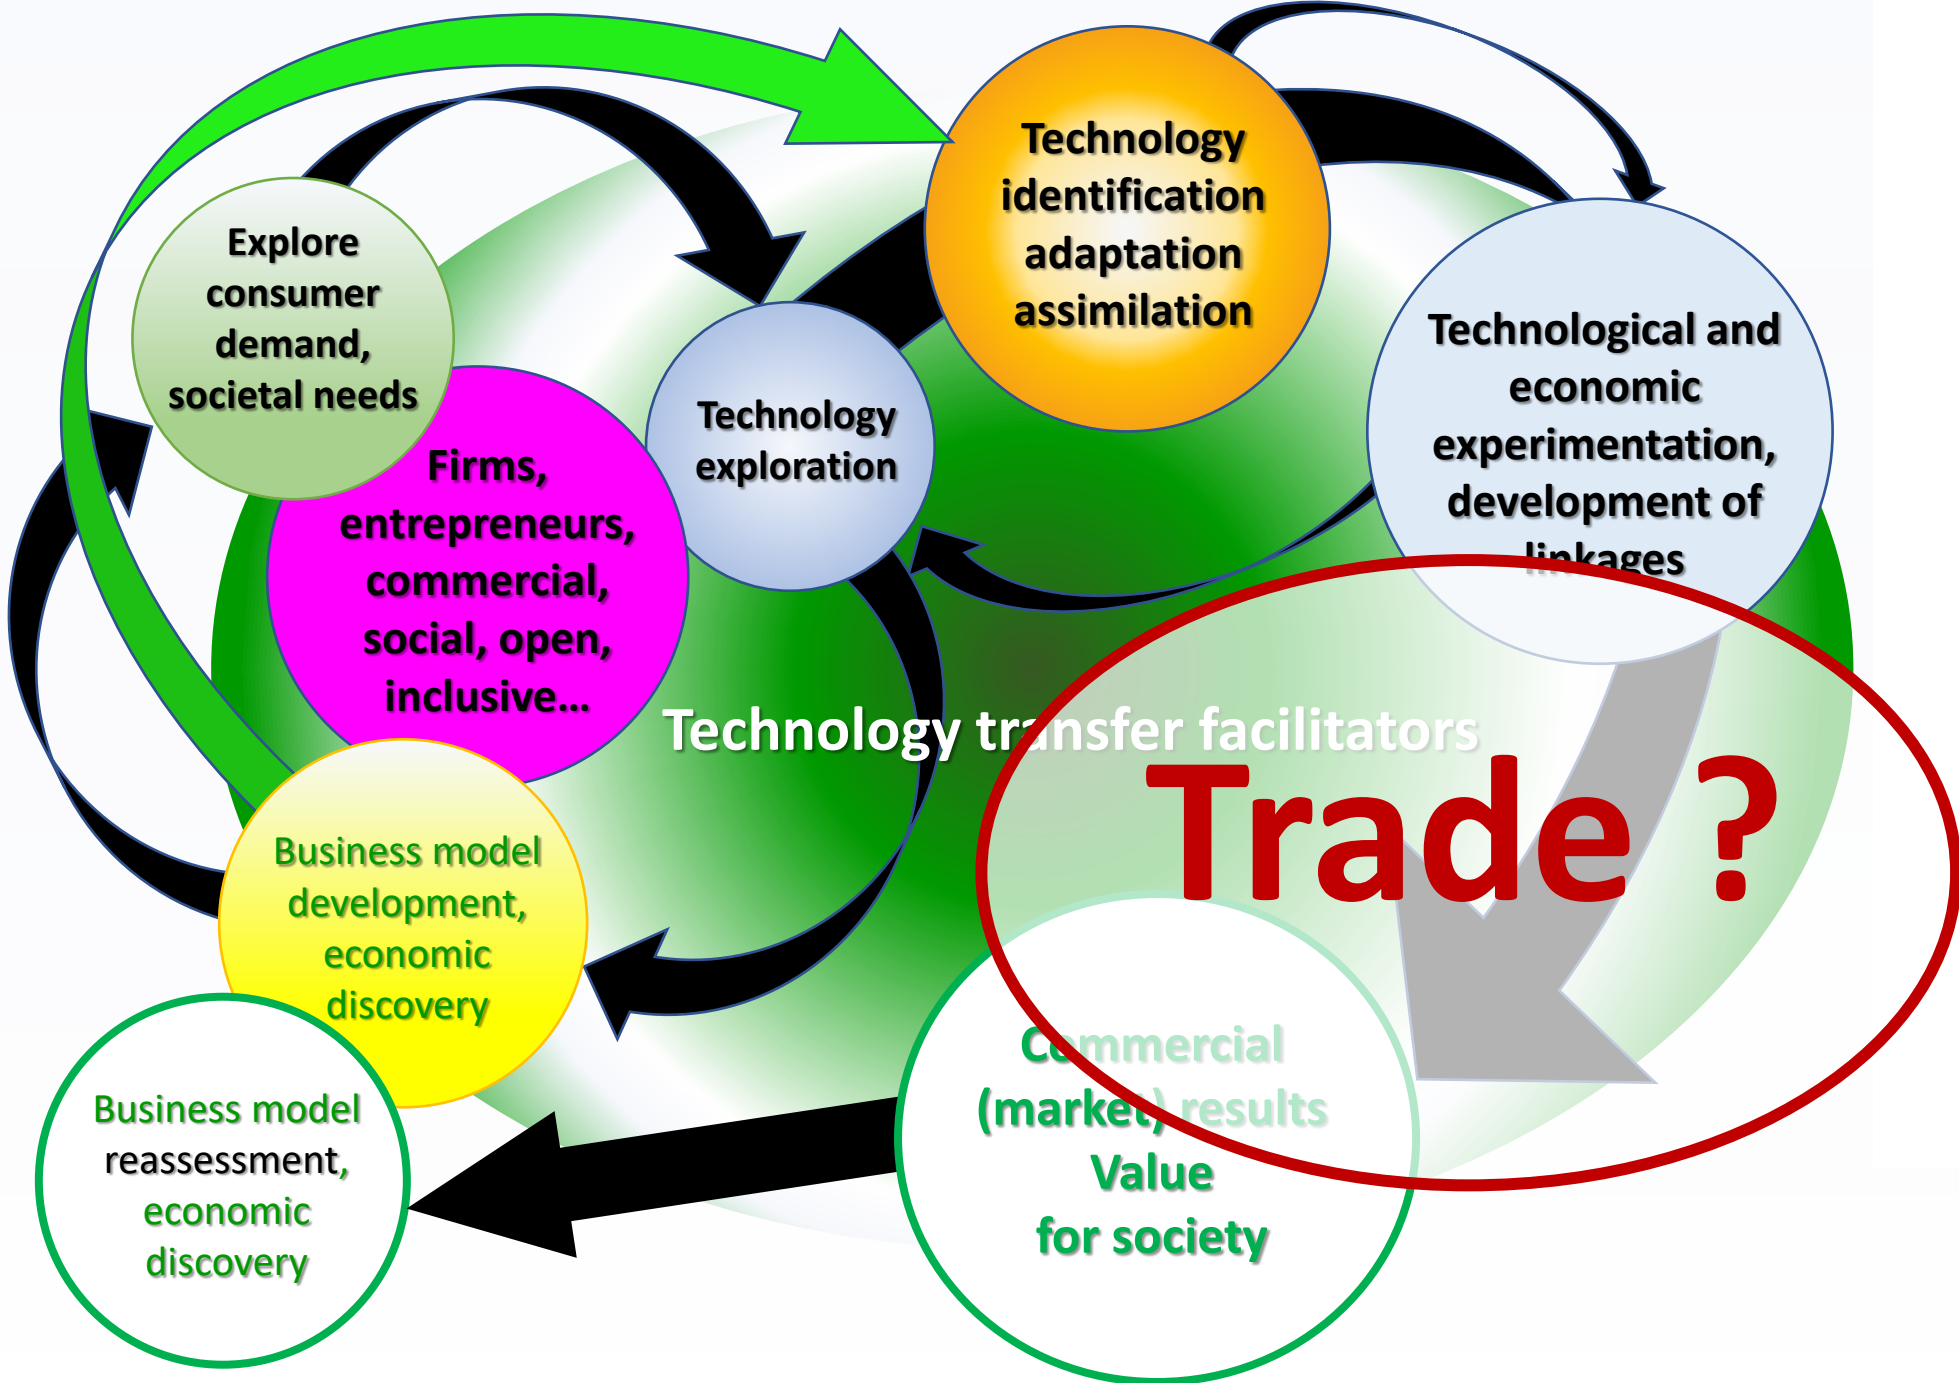 Technology
identification
adaptation
assimilation
Explore
consumer
demand,
societal needs
Technological and
economic
experimentation,
development of
linkages
Technology
exploration
Firms,
entrepreneurs,
commercial,
social, open,
inclusive...
Technology transfer facilitators
Trade ?
Business model
development,
economic
discovery
Commercial
(market) results
Value
for society
Business model
reassessment,
economic
discovery